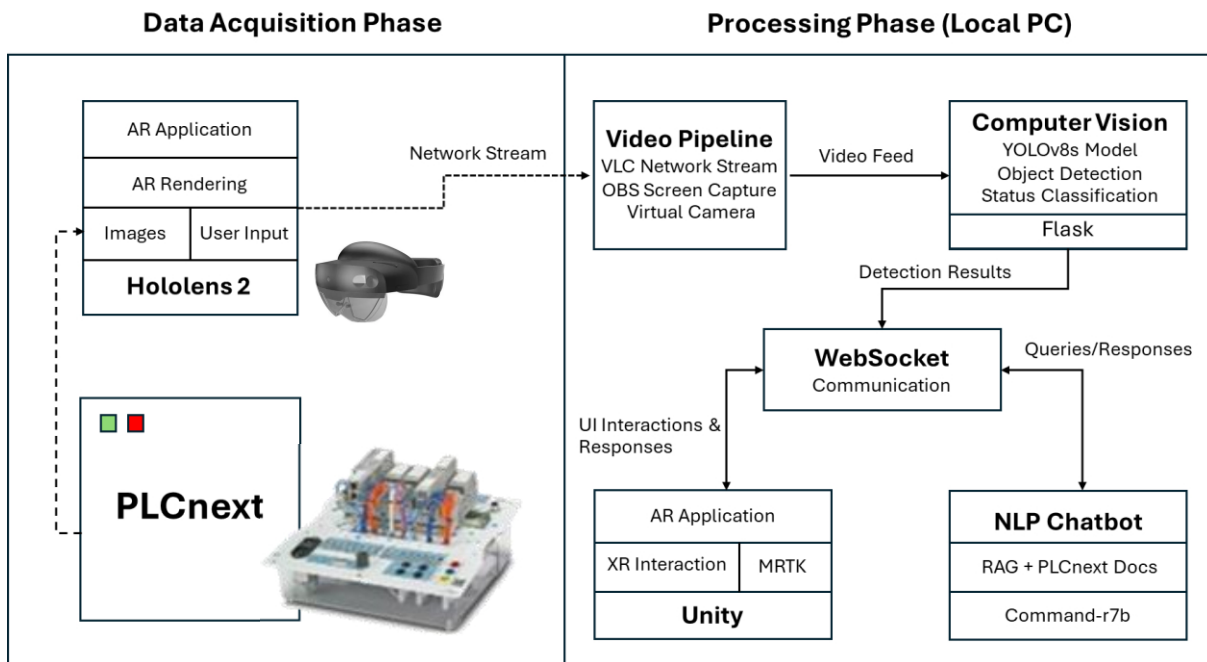 Data Acquisition Phase
Processing Phase (Local PC)
AR Application
AR Rendering
Images
User Input
Hololens 2
Network Stream
PLCnext
Video Pipeline
VLC Network Stream
OBS Screen Capture
Virtual Camera
Video Feed
Computer Vision
YOLOv8s Model
Object Detection
Status Classification
Flask
Detection Results
WebSocket
Communication
Queries/Responses
UI Interactions &
Responses
AR Application
XR Interaction
MRTK
Unity
NLP Chatbot
RAG + PLCnext Docs
Command-r7b